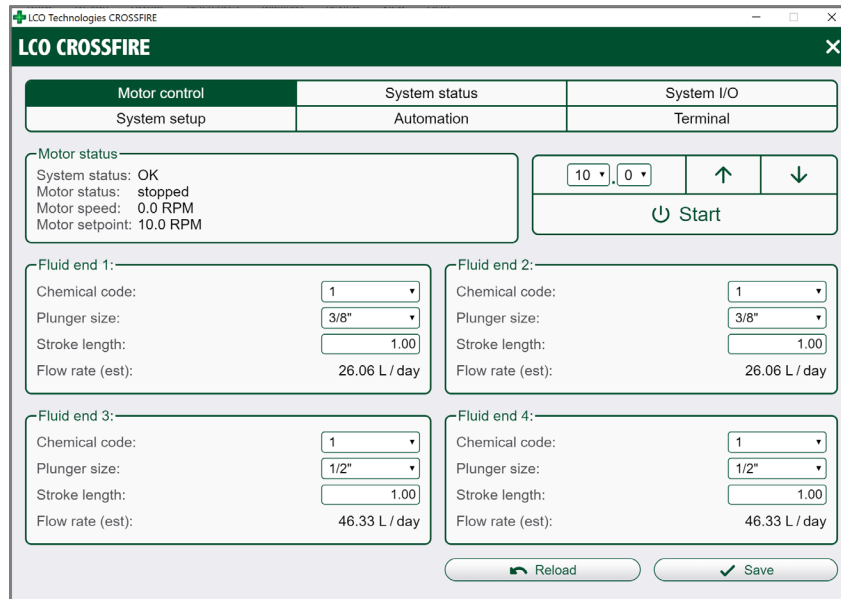 LCO Technologies CROSSFIRE
LCO CROSSFIRE
Motor control
System status
System I/O
System setup
Automation
Terminal
Motor status
System status: OK
Motor status: stopped
Motor speed: 0.0 RPM
Motor setpoint: 10.0 RPM
10 . 0
Start
Fluid end 1:
Chemical code: 1
Plunger size: 3/8"
Stroke length: 1.00
Flow rate (est): 26.06 L / day
Fluid end 2:
Chemical code: 1
Plunger size: 3/8"
Stroke length: 1.00
Flow rate (est): 26.06 L / day
Fluid end 3:
Chemical code: 1
Plunger size: 1/2"
Stroke length: 1.00
Flow rate (est): 46.33 L / day
Fluid end 4:
Chemical code: 1
Plunger size: 1/2"
Stroke length: 1.00
Flow rate (est): 46.33 L / day
Reload
Save